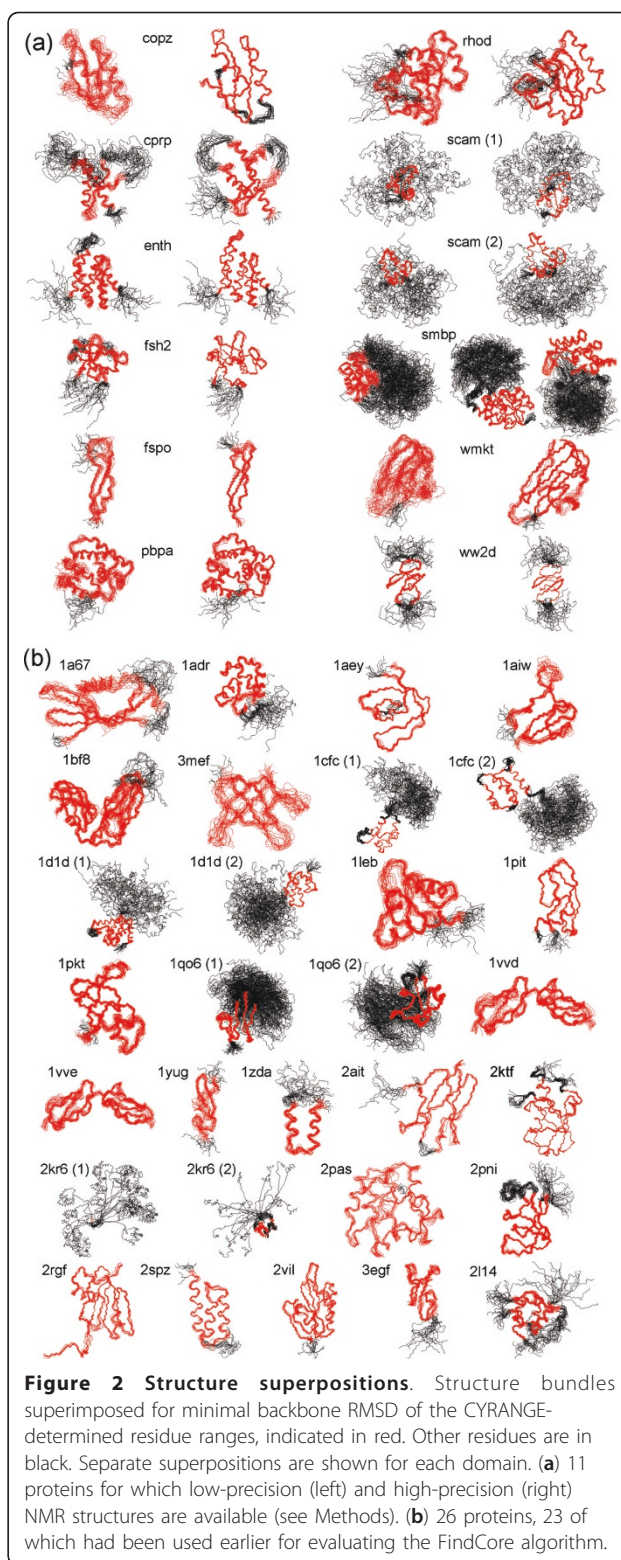 (a)
copz
rhod
cprp
scam (1)
enth
scam (2)
fsh2
smbp
fspo
wmkt
pbpa
ww2d
(b)
1a67
1adr
1aey
1aiw
1bf8
3mef
1cfc (1)
1cfc (2)
1d1d (1)
1d1d (2)
1leb
1pit
1pkt
1qo6 (1)
1qo6 (2)
1vvd
1vve
1yug
1zda
2ait
2ktf
2kr6 (1)
2kr6 (2)
2pas
2pni
2rgf
2spz
2vil
3egf
2l14
Figure 2 Structure superpositions. Structure bundles
superimposed for minimal backbone RMSD of the CYRANGE-
determined residue ranges, indicated in red. Other residues are in
black. Separate superpositions are shown for each domain. (a) 11
proteins for which low-precision (left) and high-precision (right)
NMR structures are available (see Methods). (b) 26 proteins, 23 of
which had been used earlier for evaluating the FindCore algorithm.